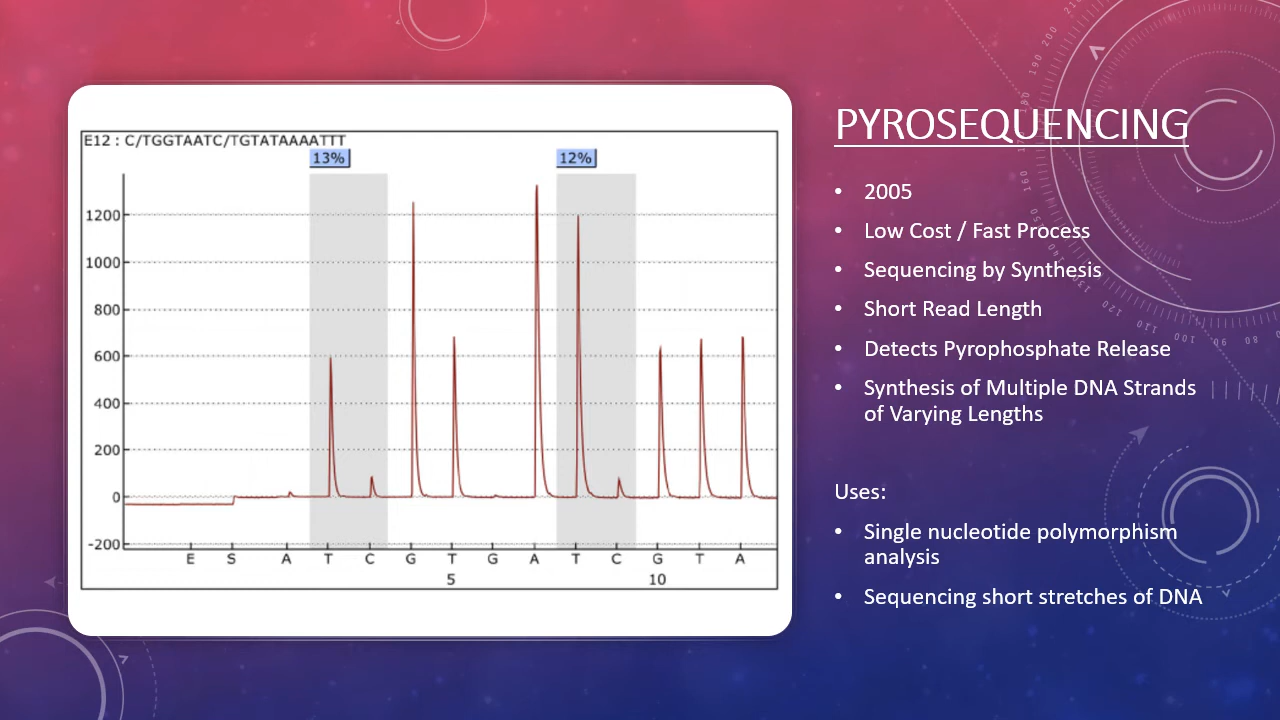 E12 : C/TGGTAATC/TGTATAAAATTT
13% 12%
1200
1000
800
600
400
200
0
-200
E S A T C G T G A T C G T A
5 10
PYROSEQUENCING
• 2005
• Low Cost / Fast Process
• Sequencing by Synthesis
• Short Read Length
• Detects Pyrophosphate Release
• Synthesis of Multiple DNA Strands
of Varying Lengths
Uses:
• Single nucleotide polymorphism
analysis
• Sequencing short stretches of DNA